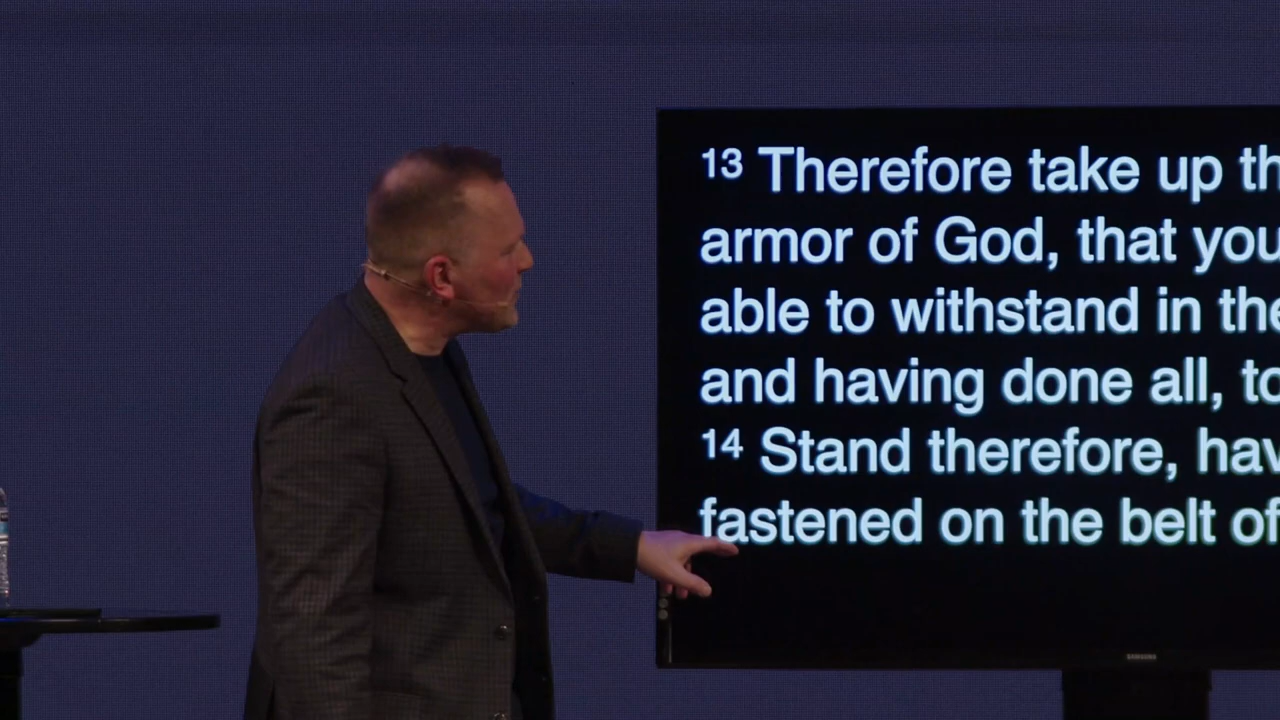 13 Therefore take up th
armor of God, that you
able to withstand in the
and having done all, to
14 Stand therefore, hav
fastened on the belt of
SAMSUNG